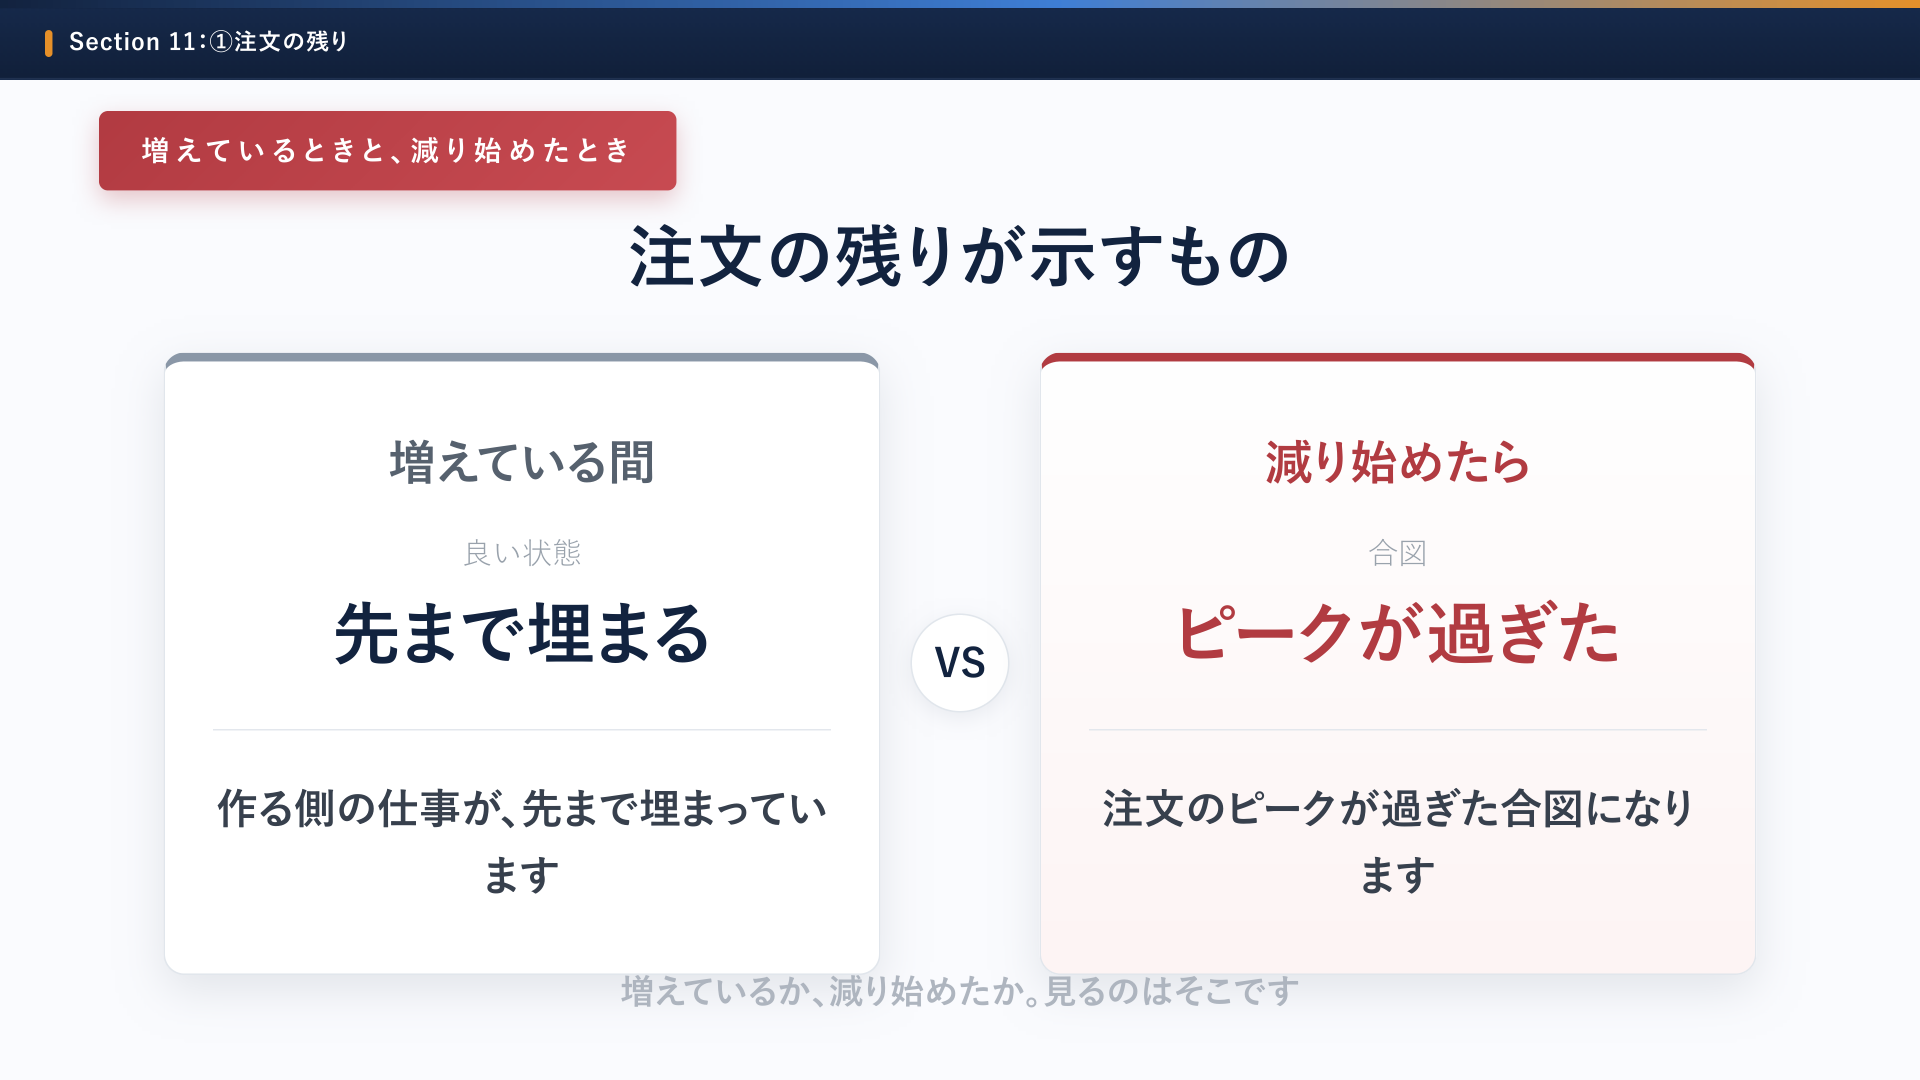 Section 11：①注文の残り
増えているときと、減り始めたとき
注文の残りが示すもの
増えている間
良い状態
先まで埋まる
作る側の仕事が、先まで埋まってい
ます
VS
減り始めたら
合図
ピークが過ぎた
注文のピークが過ぎた合図になり
ます
増えているか、減り始めたか。見るのはそこです